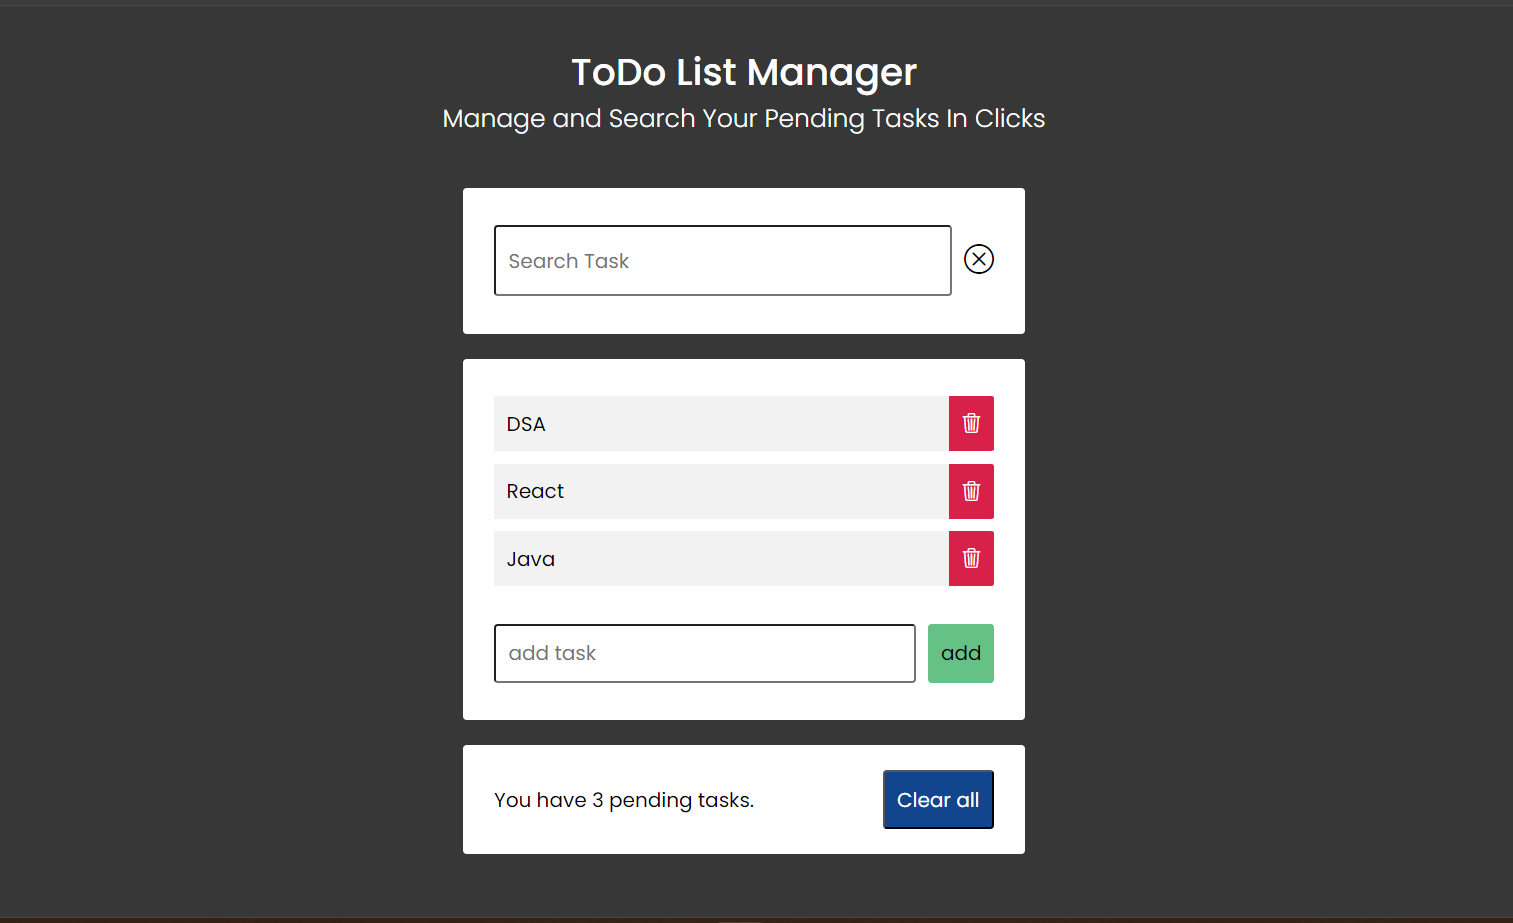 ToDo List Manager
Manage and Search Your Pending Tasks In Clicks
Search Task
DSA
React
Java
add task
add
You have 3 pending tasks.
Clear all